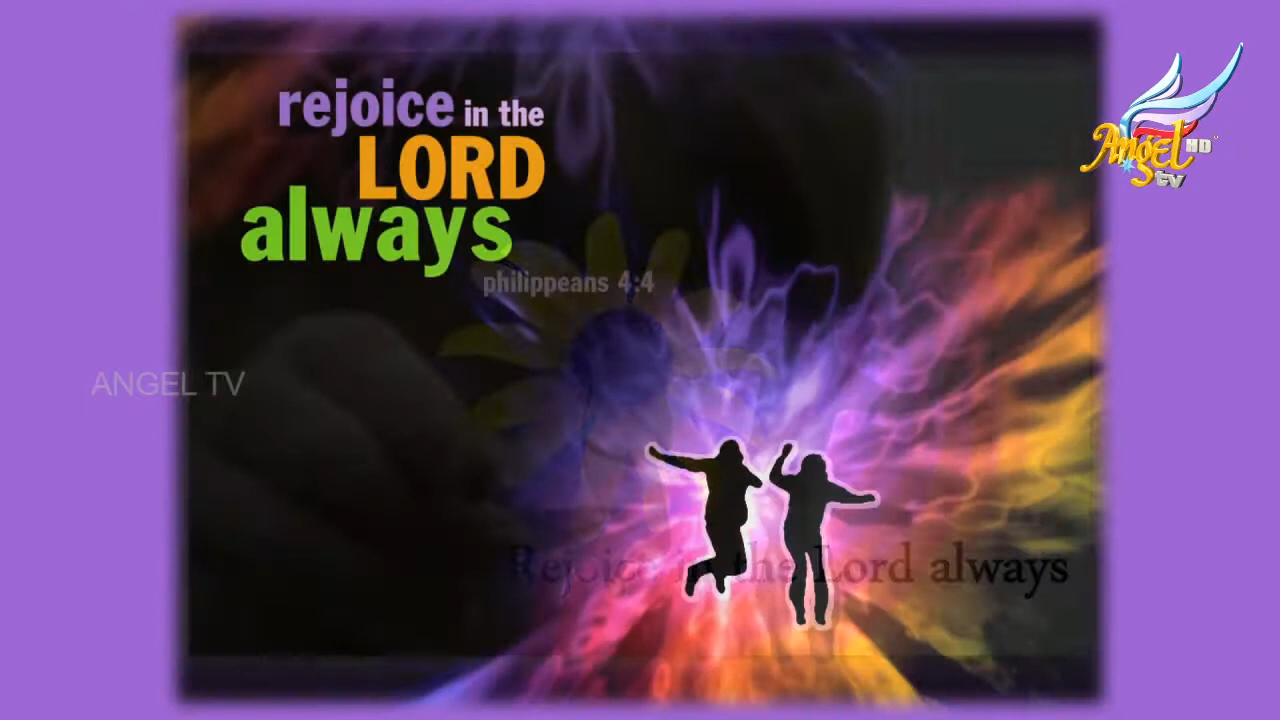 rejoice in the
LORD
always
philippeans 4:4
Angel HD
tv
ANGEL TV
Rejoice in the Lord always